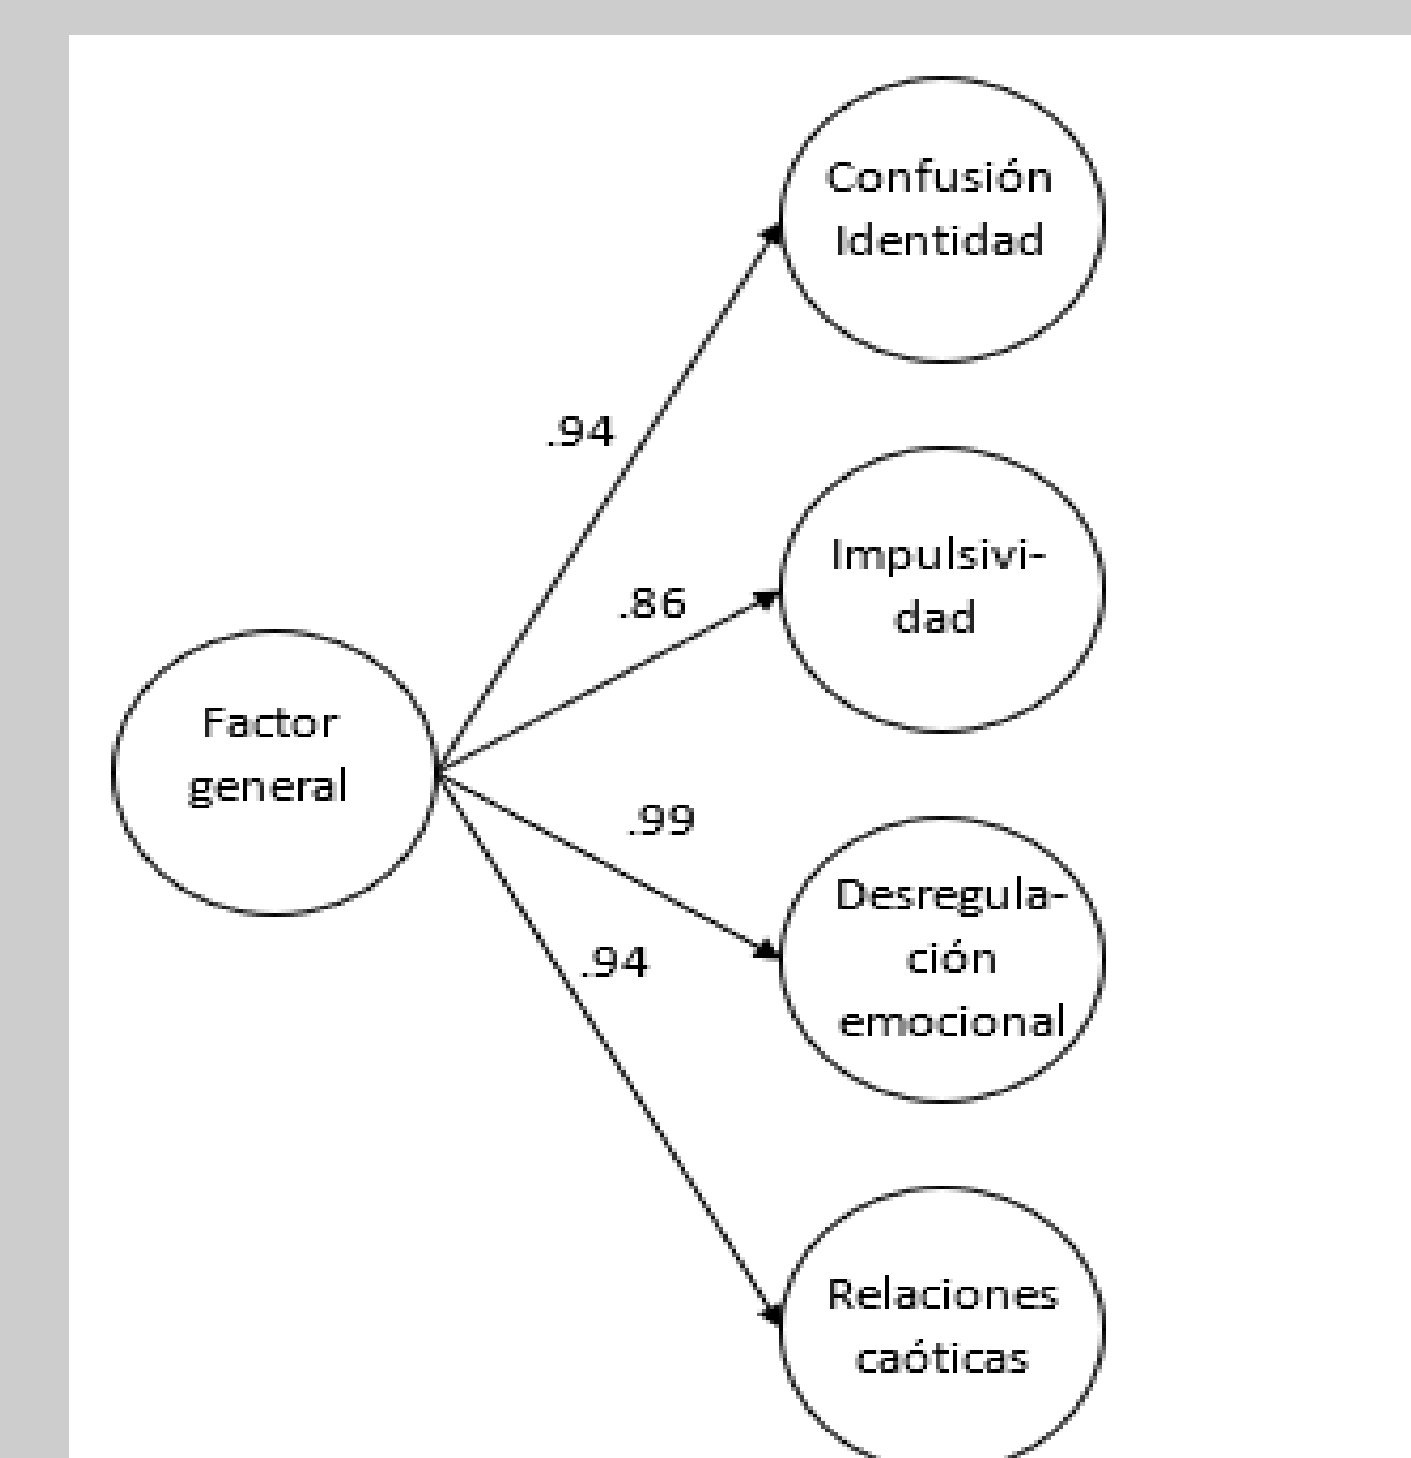 Confusión
Identidad
.94
Impulsivi-
dad
.86
Factor
general
.99
Desregula-
ción
emocional
.94
Relaciones
caóticas